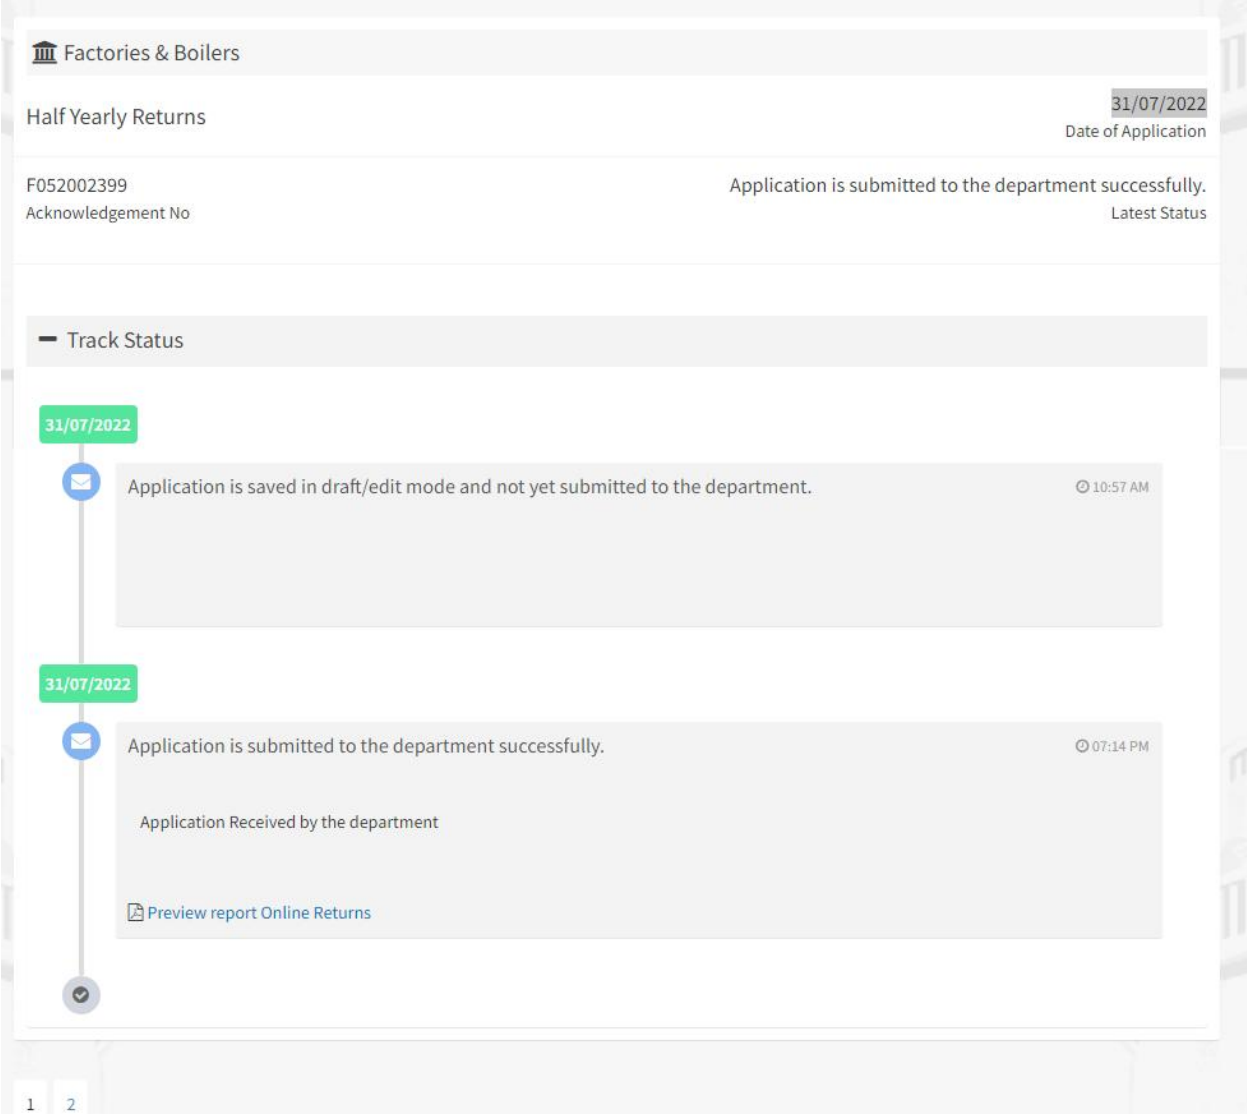 Factories & Boilers
Half Yearly Returns
31/07/2022
Date of Application
F052002399
Acknowledgement No
Application is submitted to the department successfully.
Latest Status
Track Status
31/07/2022
Application is saved in draft/edit mode and not yet submitted to the department.
10:57 AM
31/07/2022
Application is submitted to the department successfully.
07:14 PM
Application Received by the department
Preview report Online Returns
1 2